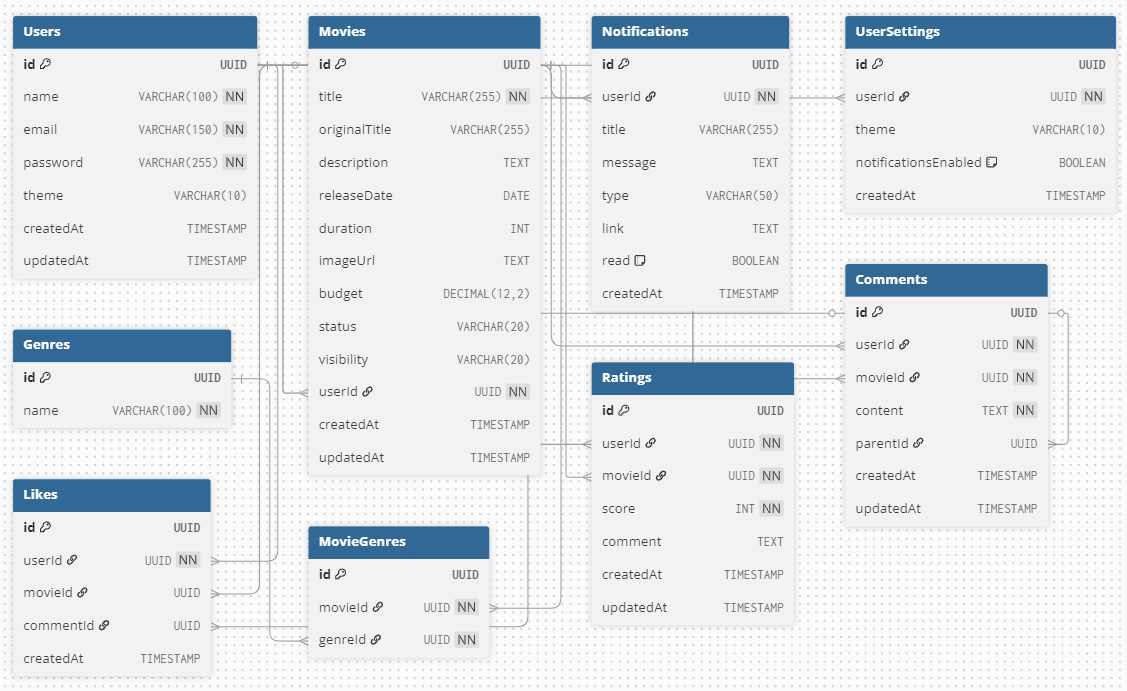 Users
id UUID
name VARCHAR(100) NN
email VARCHAR(150) NN
password VARCHAR(255) NN
theme VARCHAR(10)
createdAt TIMESTAMP
updatedAt TIMESTAMP
Movies
id UUID
title VARCHAR(255) NN
originalTitle VARCHAR(255)
description TEXT
releaseDate DATE
duration INT
imageUrl TEXT
budget DECIMAL(12,2)
status VARCHAR(20)
visibility VARCHAR(20)
userId UUID NN
createdAt TIMESTAMP
updatedAt TIMESTAMP
Notifications
id UUID
userId UUID NN
title VARCHAR(255)
message TEXT
type VARCHAR(50)
link TEXT
read BOOLEAN
createdAt TIMESTAMP
UserSettings
id UUID
userId UUID NN
theme VARCHAR(10)
notificationsEnabled BOOLEAN
createdAt TIMESTAMP
Genres
id UUID
name VARCHAR(100) NN
Comments
id UUID
userId UUID NN
movieId UUID NN
content TEXT NN
parentId UUID
createdAt TIMESTAMP
updatedAt TIMESTAMP
Ratings
id UUID
userId UUID NN
movieId UUID NN
score INT NN
comment TEXT
createdAt TIMESTAMP
updatedAt TIMESTAMP
Likes
id UUID
userId UUID NN
movieId UUID
commentId UUID
createdAt TIMESTAMP
MovieGenres
id UUID
movieId UUID NN
genreId UUID NN